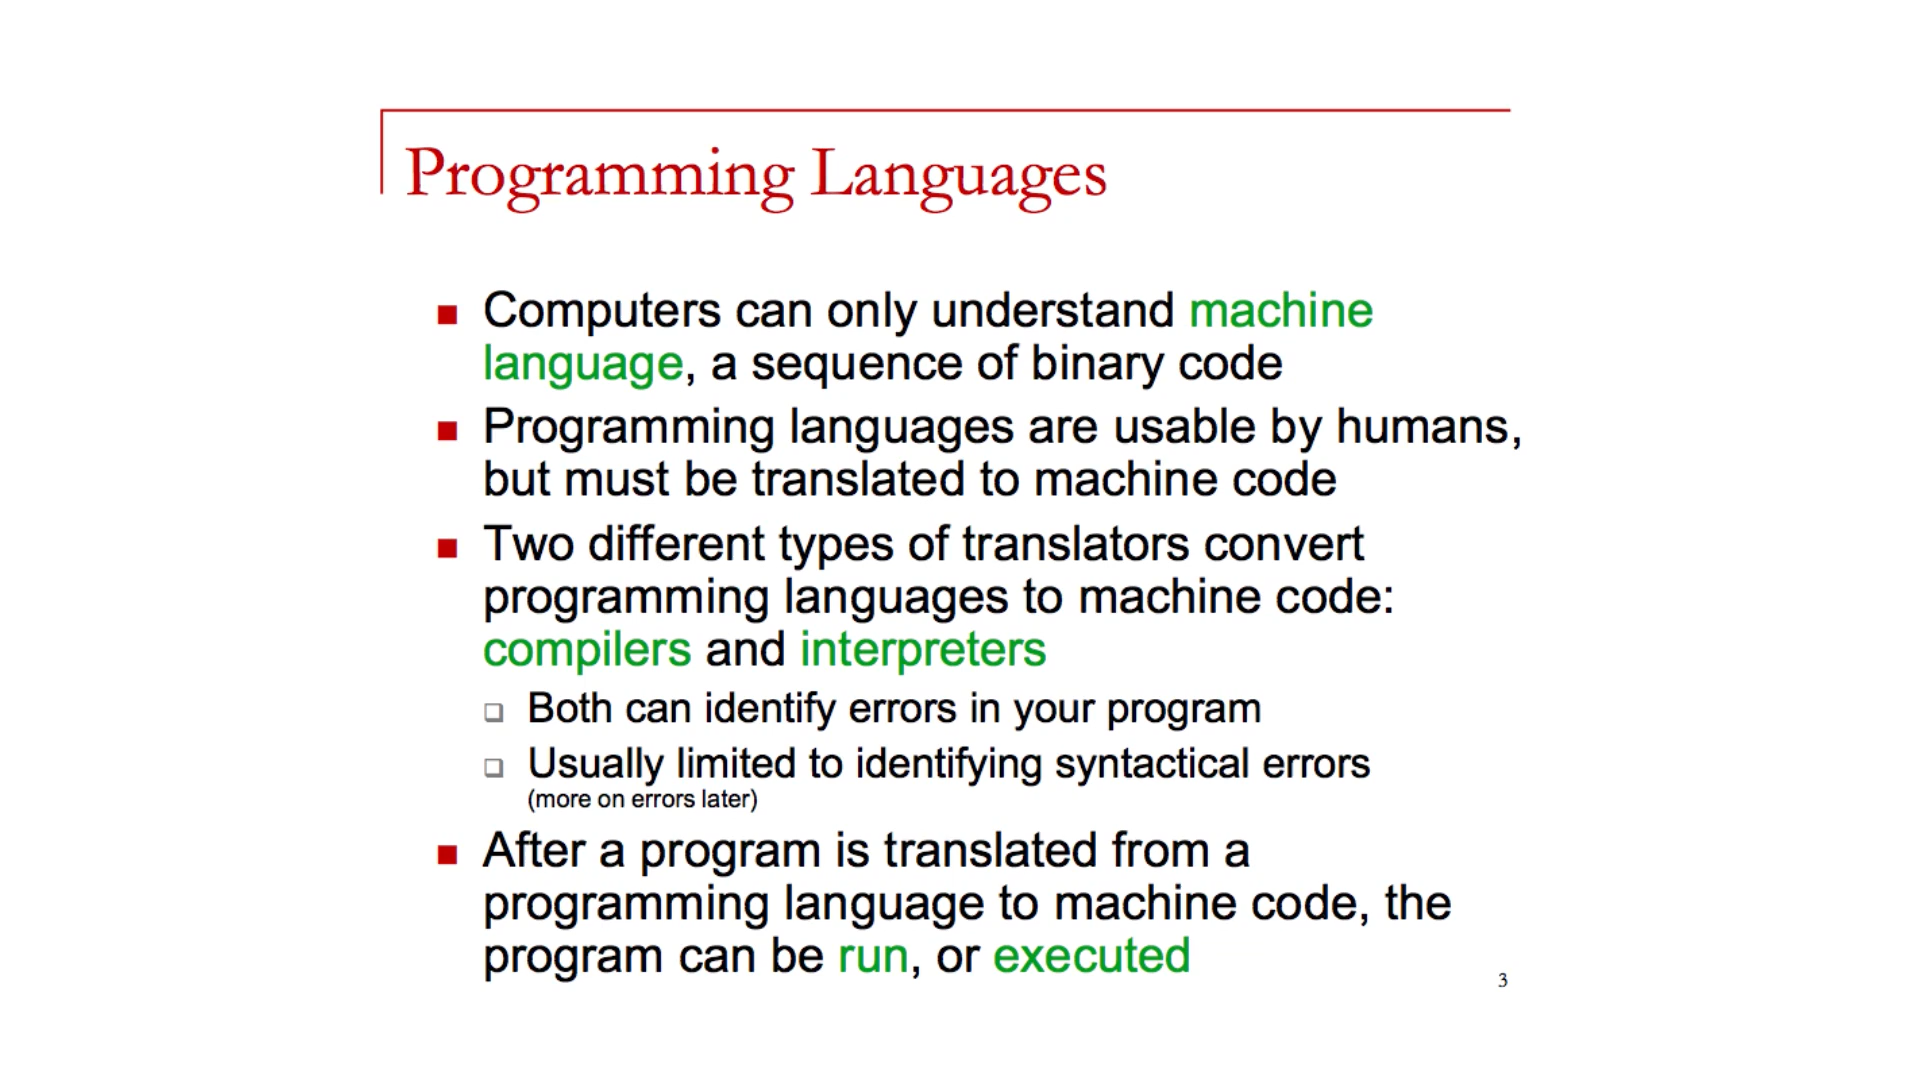 Programming Languages
Computers can only understand machine
language, a sequence of binary code
Programming languages are usable by humans,
but must be translated to machine code
Two different types of translators convert
programming languages to machine code:
compilers and interpreters
Both can identify errors in your program
Usually limited to identifying syntactical errors
(more on errors later)
After a program is translated from a
programming language to machine code, the
program can be run, or executed
3